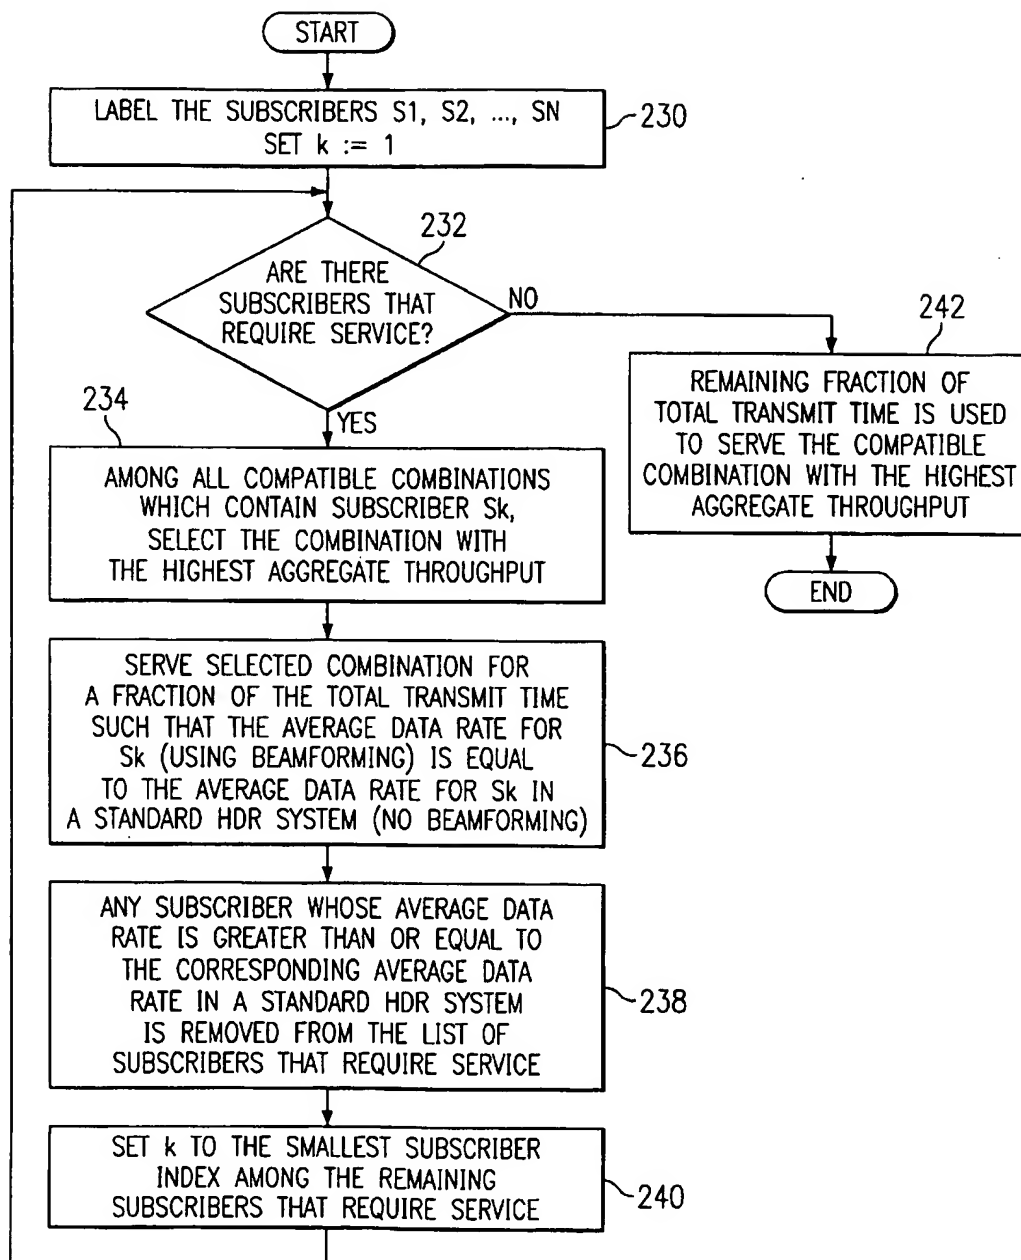 START
LABEL THE SUBSCRIBERS S1, S2, ..., SN
SET k := 1
230
232
ARE THERE
SUBSCRIBERS THAT
REQUIRE SERVICE?
NO
YES
242
REMAINING FRACTION OF
TOTAL TRANSMIT TIME IS USED
TO SERVE THE COMPATIBLE
COMBINATION WITH THE HIGHEST
AGGREGATE THROUGHPUT
END
234
AMONG ALL COMPATIBLE COMBINATIONS
WHICH CONTAIN SUBSCRIBER Sk,
SELECT THE COMBINATION WITH
THE HIGHEST AGGREGATE THROUGHPUT
SERVE SELECTED COMBINATION FOR
A FRACTION OF THE TOTAL TRANSMIT TIME
SUCH THAT THE AVERAGE DATA RATE FOR
Sk (USING BEAMFORMING) IS EQUAL
TO THE AVERAGE DATA RATE FOR Sk IN
A STANDARD HDR SYSTEM (NO BEAMFORMING)
236
ANY SUBSCRIBER WHOSE AVERAGE DATA
RATE IS GREATER THAN OR EQUAL TO
THE CORRESPONDING AVERAGE DATA
RATE IN A STANDARD HDR SYSTEM
IS REMOVED FROM THE LIST OF
SUBSCRIBERS THAT REQUIRE SERVICE
238
SET k TO THE SMALLEST SUBSCRIBER
INDEX AMONG THE REMAINING
SUBSCRIBERS THAT REQUIRE SERVICE
240